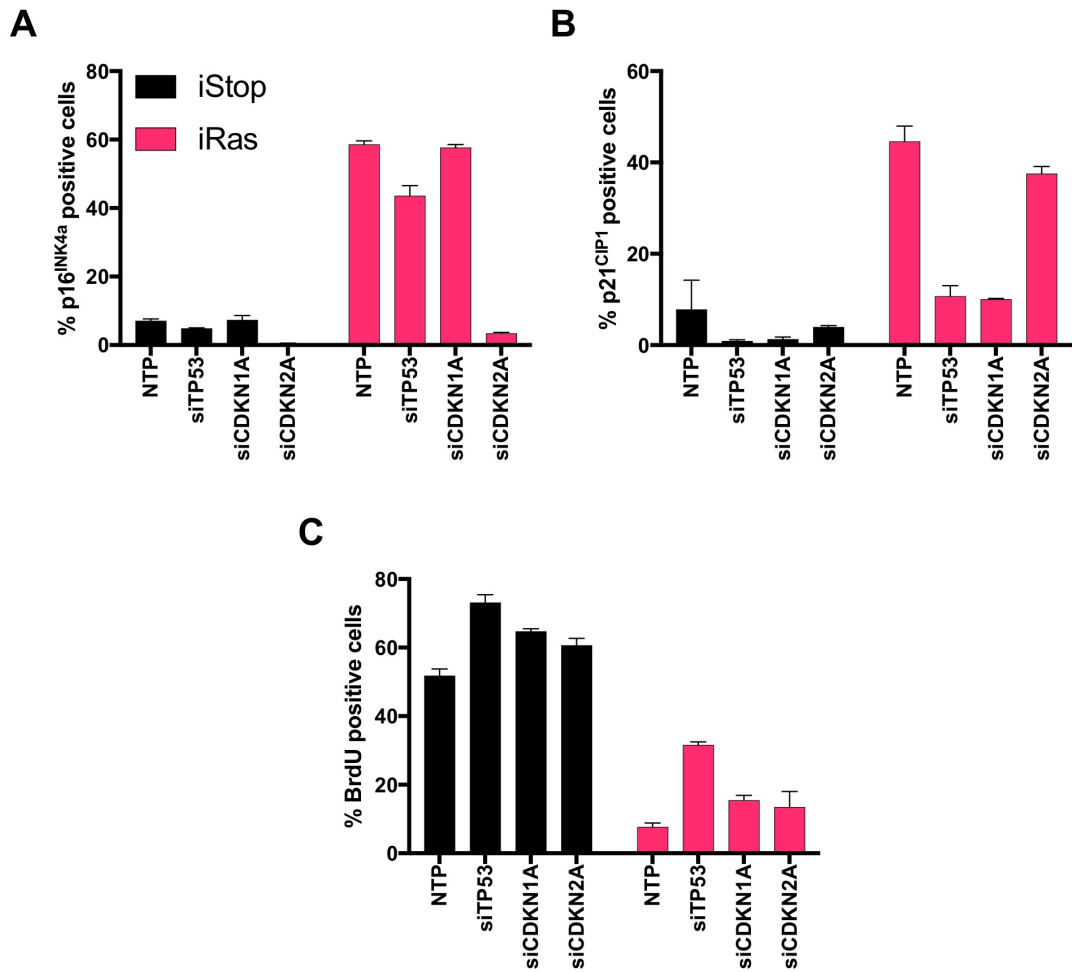 A
% p16INK4a positive cells
80
60
40
20
0
iStop
iRas
NTP
siTP53
siCDKN1A
siCDKN2A
NTP
siTP53
siCDKN1A
siCDKN2A
B
% p21CIP1 positive cells
60
40
20
0
NTP
siTP53
siCDKN1A
siCDKN2A
NTP
siTP53
siCDKN1A
siCDKN2A
C
% BrdU positive cells
80
60
40
20
0
NTP
siTP53
siCDKN1A
siCDKN2A
NTP
siTP53
siCDKN1A
siCDKN2A